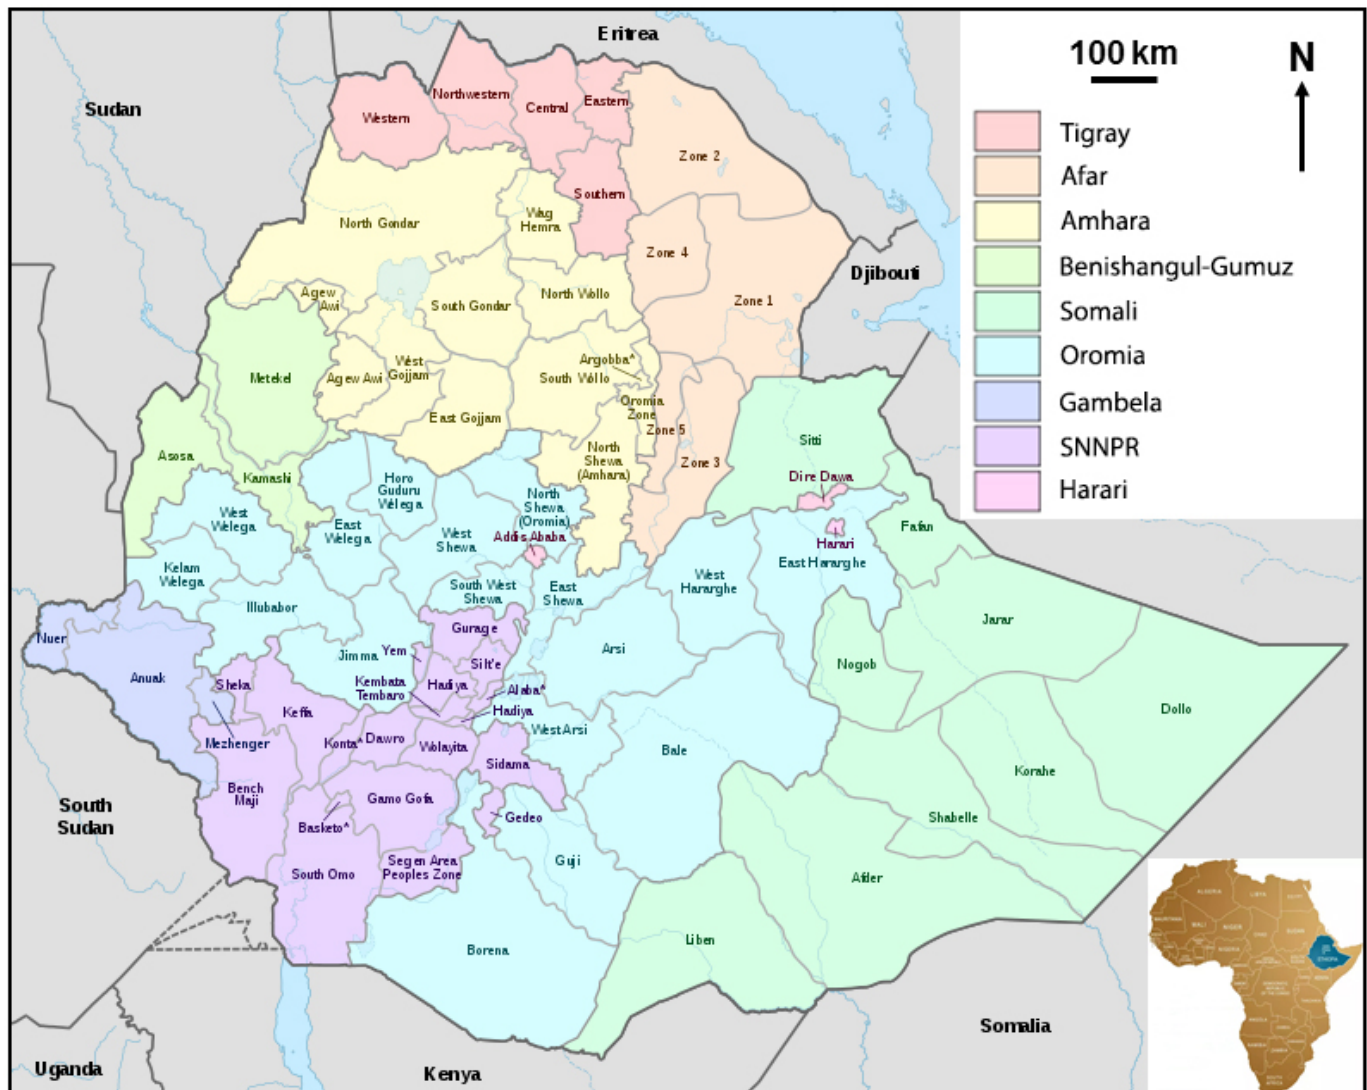 Eritrea
Sudan
100 km
N
Tigray
Afar
Amhara
Benishangul-Gumuz
Somali
Oromia
Gambela
SNNPR
Harari
Western
Northwestern
Central
Eastern
Southern
Zone 2
Zone 4
Zone 1
Zone 5
Zone 3
Djibouti
North Gondar
Wag
Hemra
Agew
Awi
South Gondar
North Wollo
West
Gojjam
Agew Awi
East Gojjam
South Wollo
Argobba^
Oromia
Zone
North
Shewa
(Amhara)
Metekel
Asosa
Kamashi
Sitti
Dire Dawa
Fafan
Harari
East Hararghe
West
Hararghe
Horo
Guduru
Welega
West
Welega
East
Welega
North
Shewa
(Oromia)
West
Shewa
Addis Ababa
Kelam
Welega
South West
Shewa
East
Shewa
Illubabor
Nuer
Anuak
Gurage
Jimma
Yem
Silt'e
Arsi
Jarar
Nogob
Sheka
Kembata
Tembaro
Hadiya
Alaba^
Hadiya
Keffa
Mezhenger
Konta^
Dawro
Wolayita
West Arsi
Bale
Dollo
Korahe
Sidama
Bench
Maji
Gamo Gofa
Gedeo
Shabelle
South
Sudan
Basketo^
South Omo
Segen Area
Peoples Zone
Guji
Afder
Borena
Liben
Somalia
Kenya
Uganda
ALGERIA
LIBYA
MALI
NIGER
SUDAN
NIGERIA
ETHIOPIA